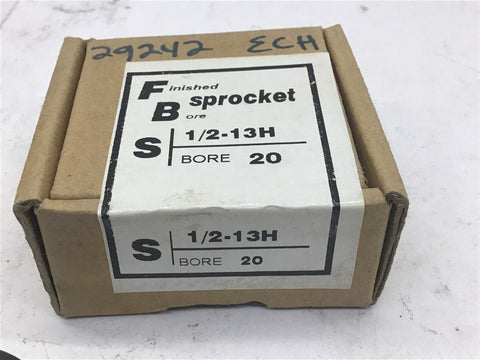 29242 ECH
Finished
Bore sprocket
S 1/2-13H
BORE 20
S 1/2-13H
BORE 20